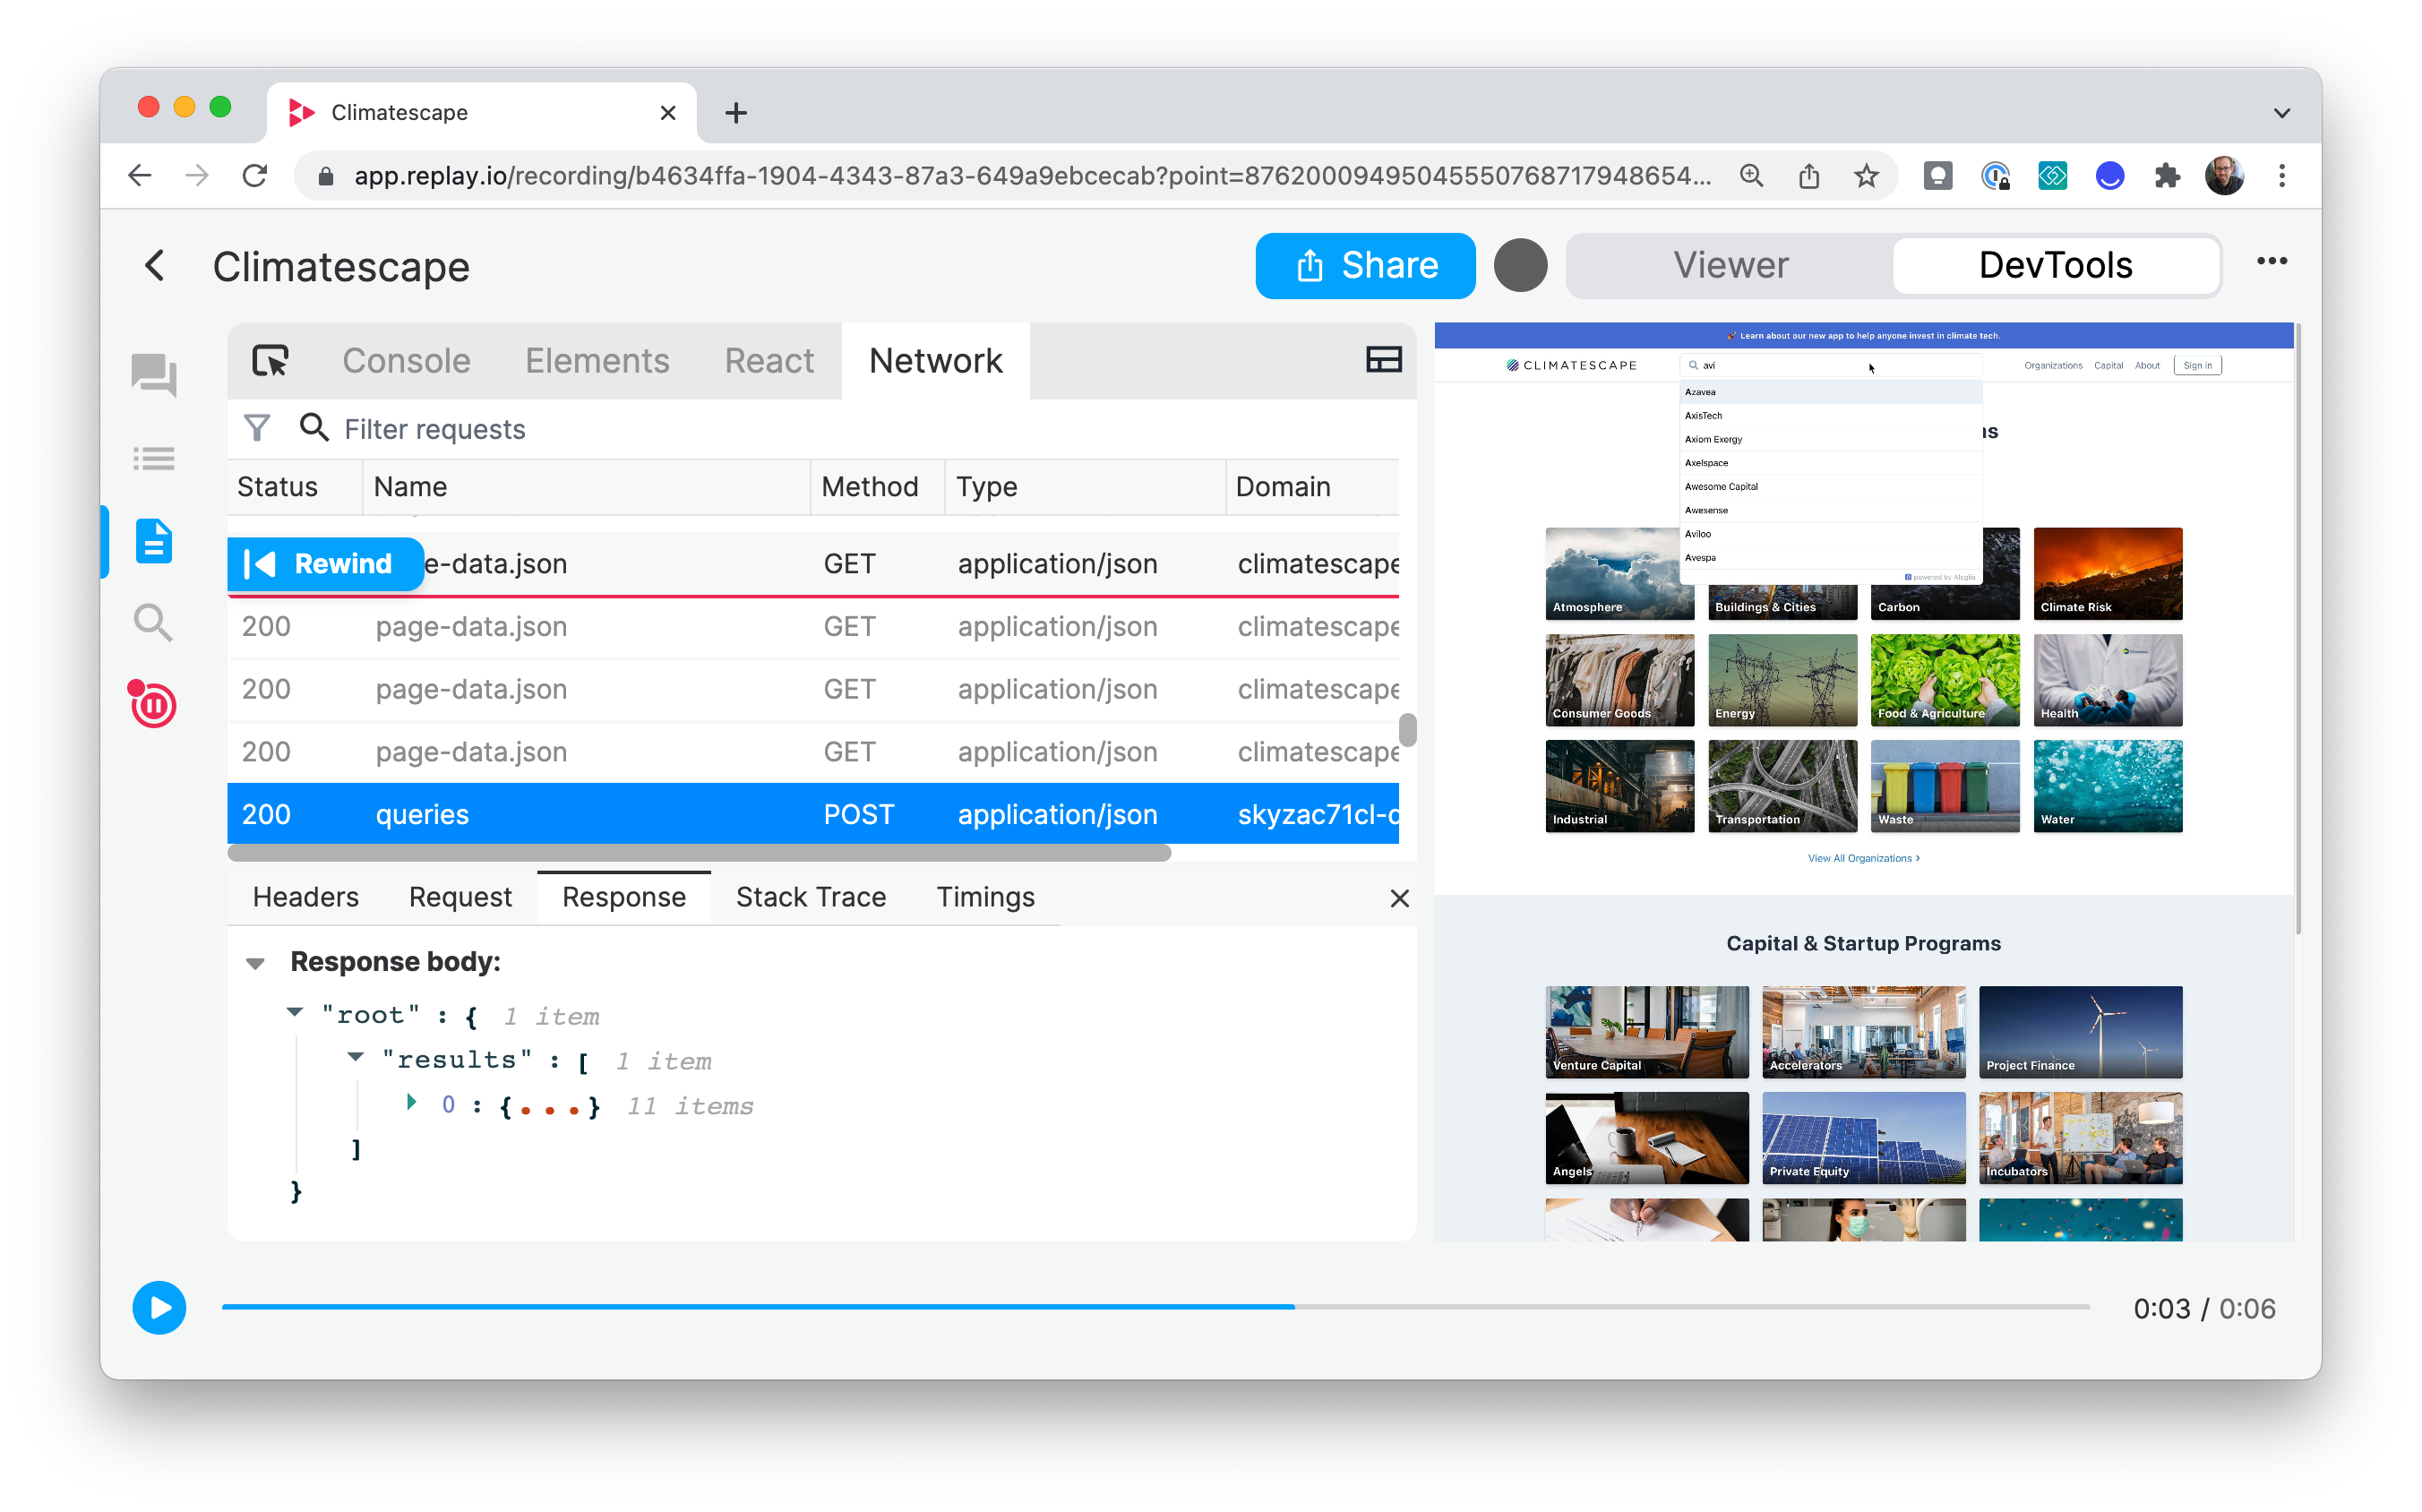 Climatescape
app.replay.io/recording/b4634ffa-1904-4343-87a3-649a9ebcecab?point=87620009495045550768717948654...
Climatescape
Share
Viewer
DevTools
Console Elements React Network
Filter requests
Status Name Method Type Domain
Rewind
e-data.json GET application/json climatescape
200 page-data.json GET application/json climatescape
200 page-data.json GET application/json climatescape
200 page-data.json GET application/json climatescape
200 queries POST application/json skyzac71cl-d
Headers Request Response Stack Trace Timings
Response body:
"root" : { 1 item
"results" : [ 1 item
0 : {...} 11 items
]
}
🚀 Learn about our new app to help anyone invest in climate tech.
CLIMATESCAPE
avi
Organizations Capital About Sign in
Azavea
AxisTech
Axiom Exergy
Axelspace
Awesome Capital
Awesense
Aviloo
Avespa
powered by Algolia
ns
Atmosphere Buildings & Cities Carbon Climate Risk
Consumer Goods Energy Food & Agriculture Health
Industrial Transportation Waste Water
View All Organizations >
Capital & Startup Programs
Venture Capital Accelerators Project Finance
Angels Private Equity Incubators
0:03 / 0:06